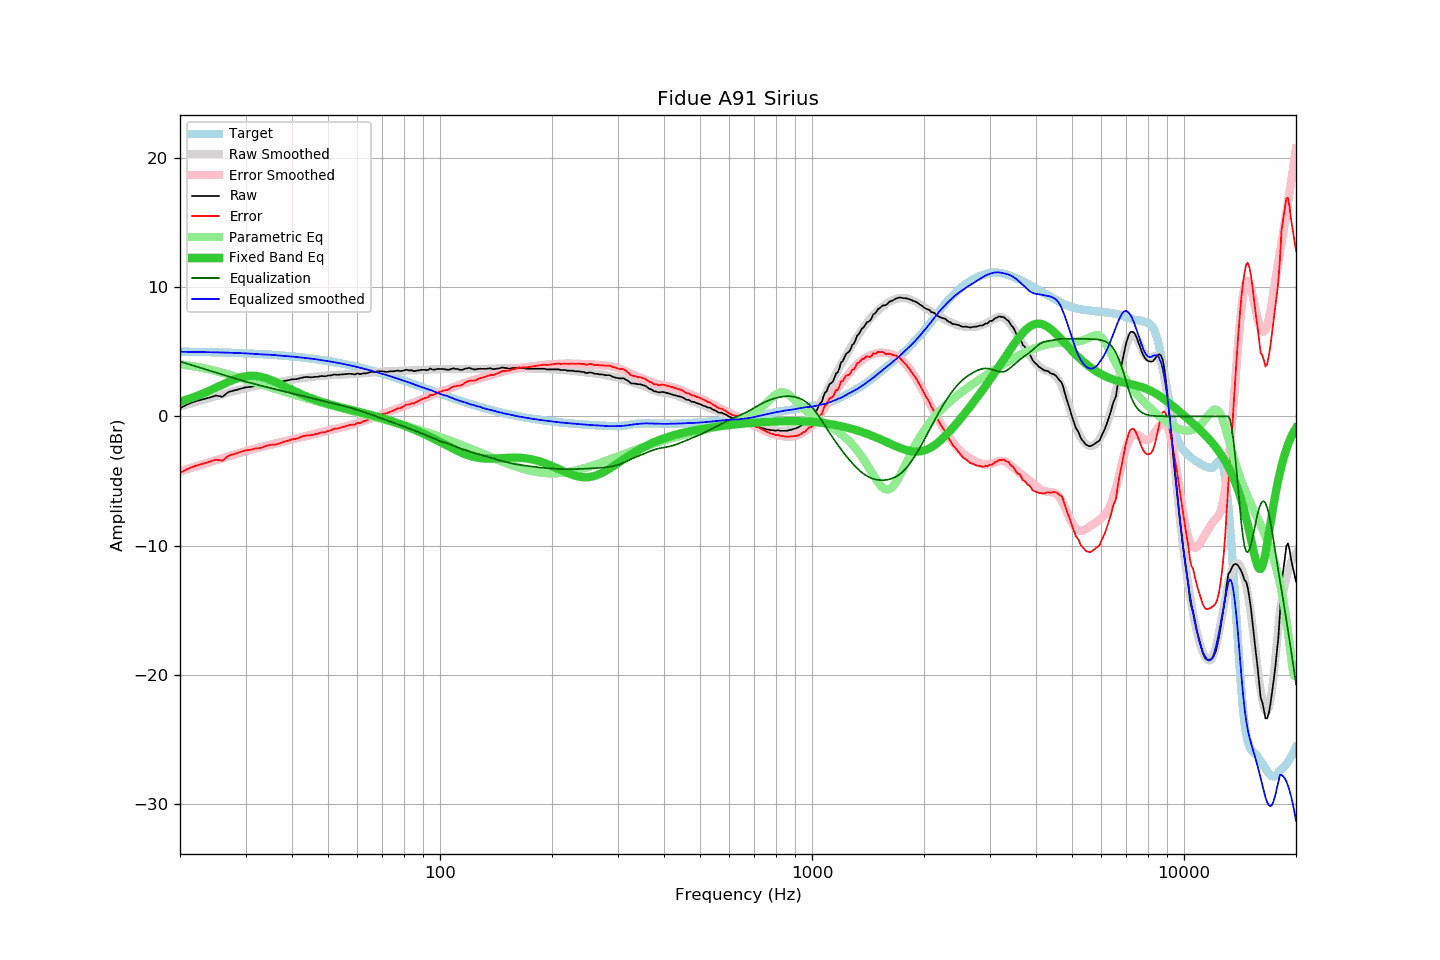 Fidue A91 Sirius
Target
Raw Smoothed
Error Smoothed
Raw
Error
Parametric Eq
Fixed Band Eq
Equalization
Equalized smoothed
20
10
0
−10
−20
−30
Amplitude (dBr)
100
1000
10000
Frequency (Hz)